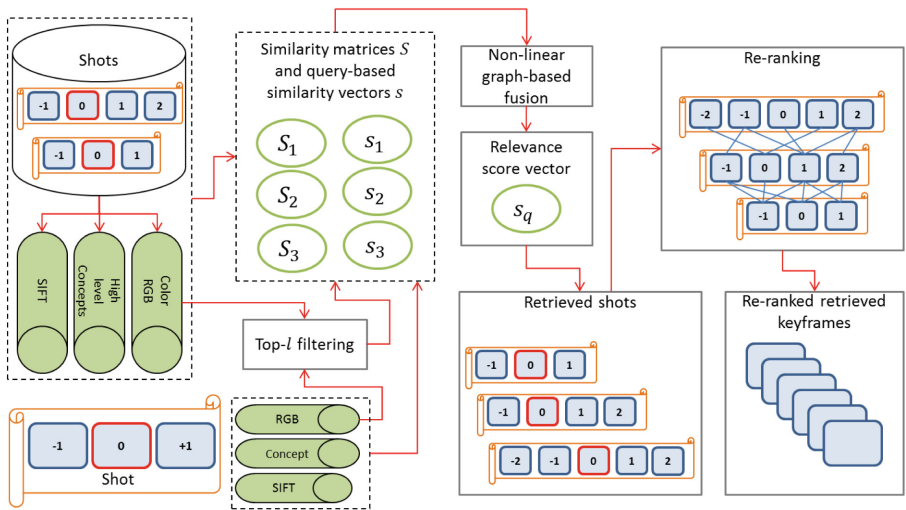 Shots
-1 0 1 2
-1 0 1
SIFT
High level Concepts
Color RGB
-1 0 +1
Shot
Similarity matrices S
and query-based
similarity vectors s
S₁ s₁
S₂ s₂
S₃ s₃
Top-l filtering
RGB
Concept
SIFT
Non-linear
graph-based
fusion
Relevance
score vector
s_q
Retrieved shots
-1 0 1
-1 0 1 2
-2 -1 0 1 2
Re-ranking
-2 -1 0 1 2
-1 0 1 2
-1 0 1
Re-ranked retrieved
keyframes